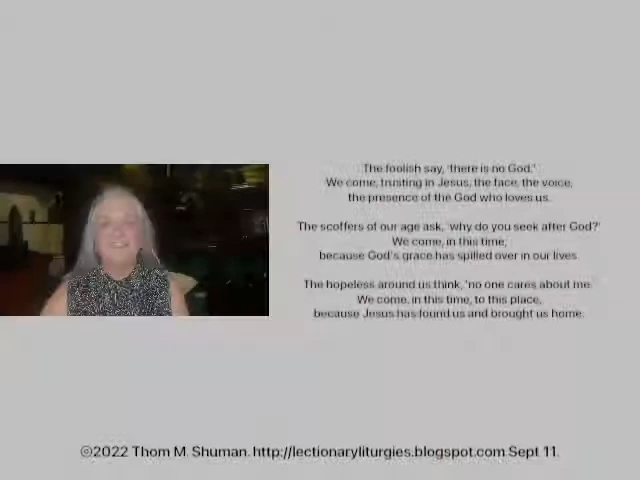 The foolish say, 'there is no God.'
We come, trusting in Jesus, the face, the voice,
the presence of the God who loves us.
The scoffers of our age ask, 'why do you seek after God?'
We come, in this time,
because God's grace has spilled over in our lives.
The hopeless around us think, 'no one cares about me.
We come, in this time, to this place,
because Jesus has found us and brought us home.
©2022 Thom M. Shuman. http://lectionaryliturgies.blogspot.com Sept 11.